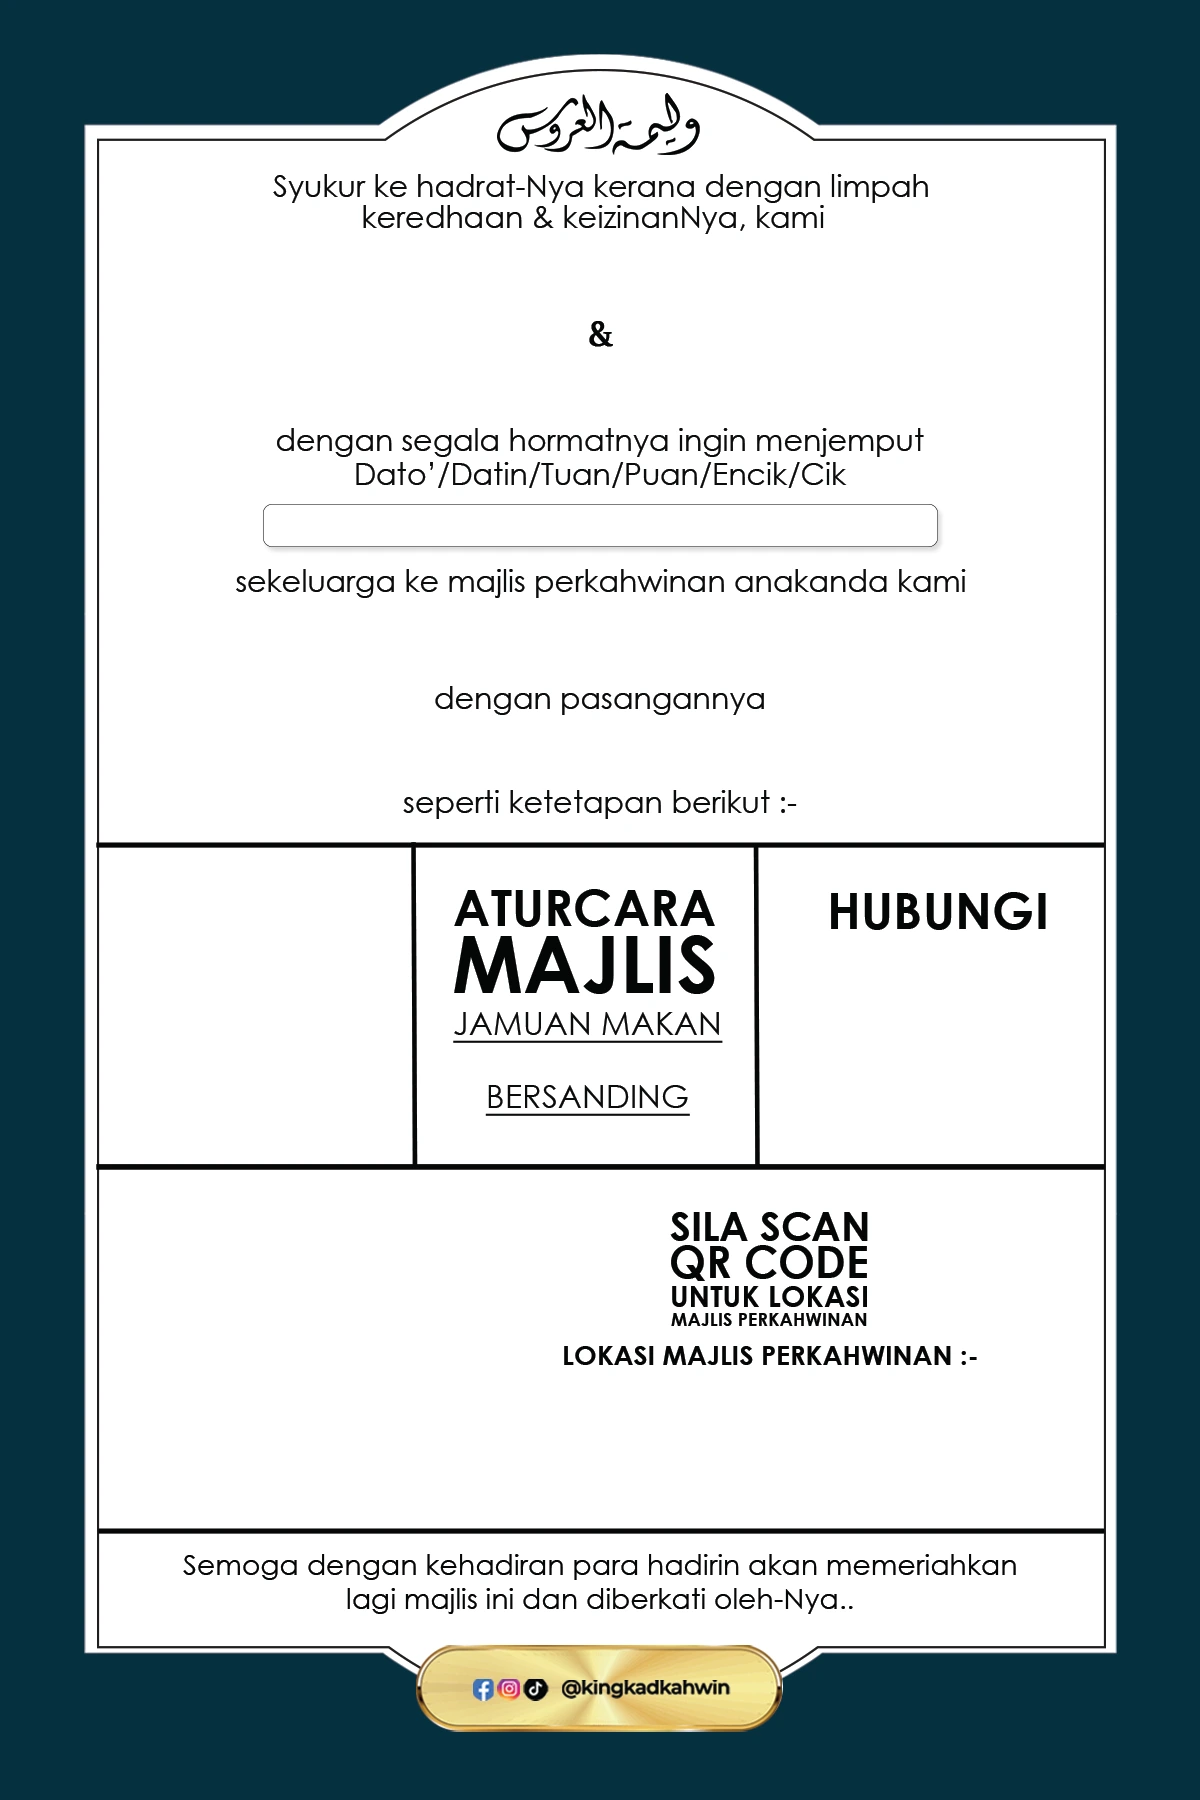 وليمة العروس
Syukur ke hadrat-Nya kerana dengan limpah
keredhaan & keizinanNya, kami
&
dengan segala hormatnya ingin menjemput
Dato’/Datin/Tuan/Puan/Encik/Cik
sekeluarga ke majlis perkahwinan anakanda kami
dengan pasangannya
seperti ketetapan berikut :-
ATURCARA
MAJLIS
JAMUAN MAKAN
BERSANDING
HUBUNGI
SILA SCAN
QR CODE
UNTUK LOKASI
MAJLIS PERKAHWINAN
LOKASI MAJLIS PERKAHWINAN :-
Semoga dengan kehadiran para hadirin akan memeriahkan
lagi majlis ini dan diberkati oleh-Nya..
@kingkadkahwin